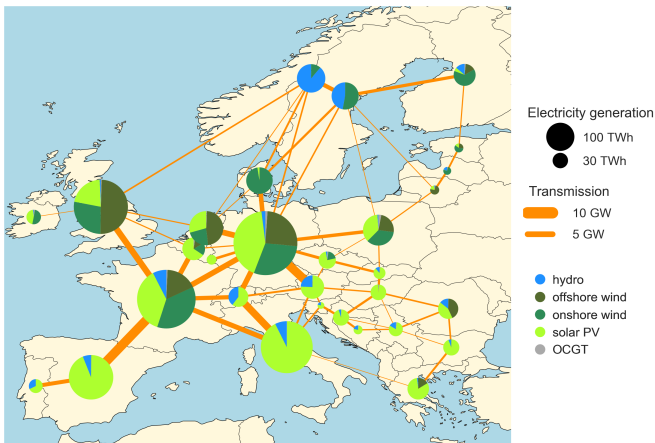 Electricity generation
100 TWh
30 TWh
Transmission
10 GW
5 GW
hydro
offshore wind
onshore wind
solar PV
OCGT